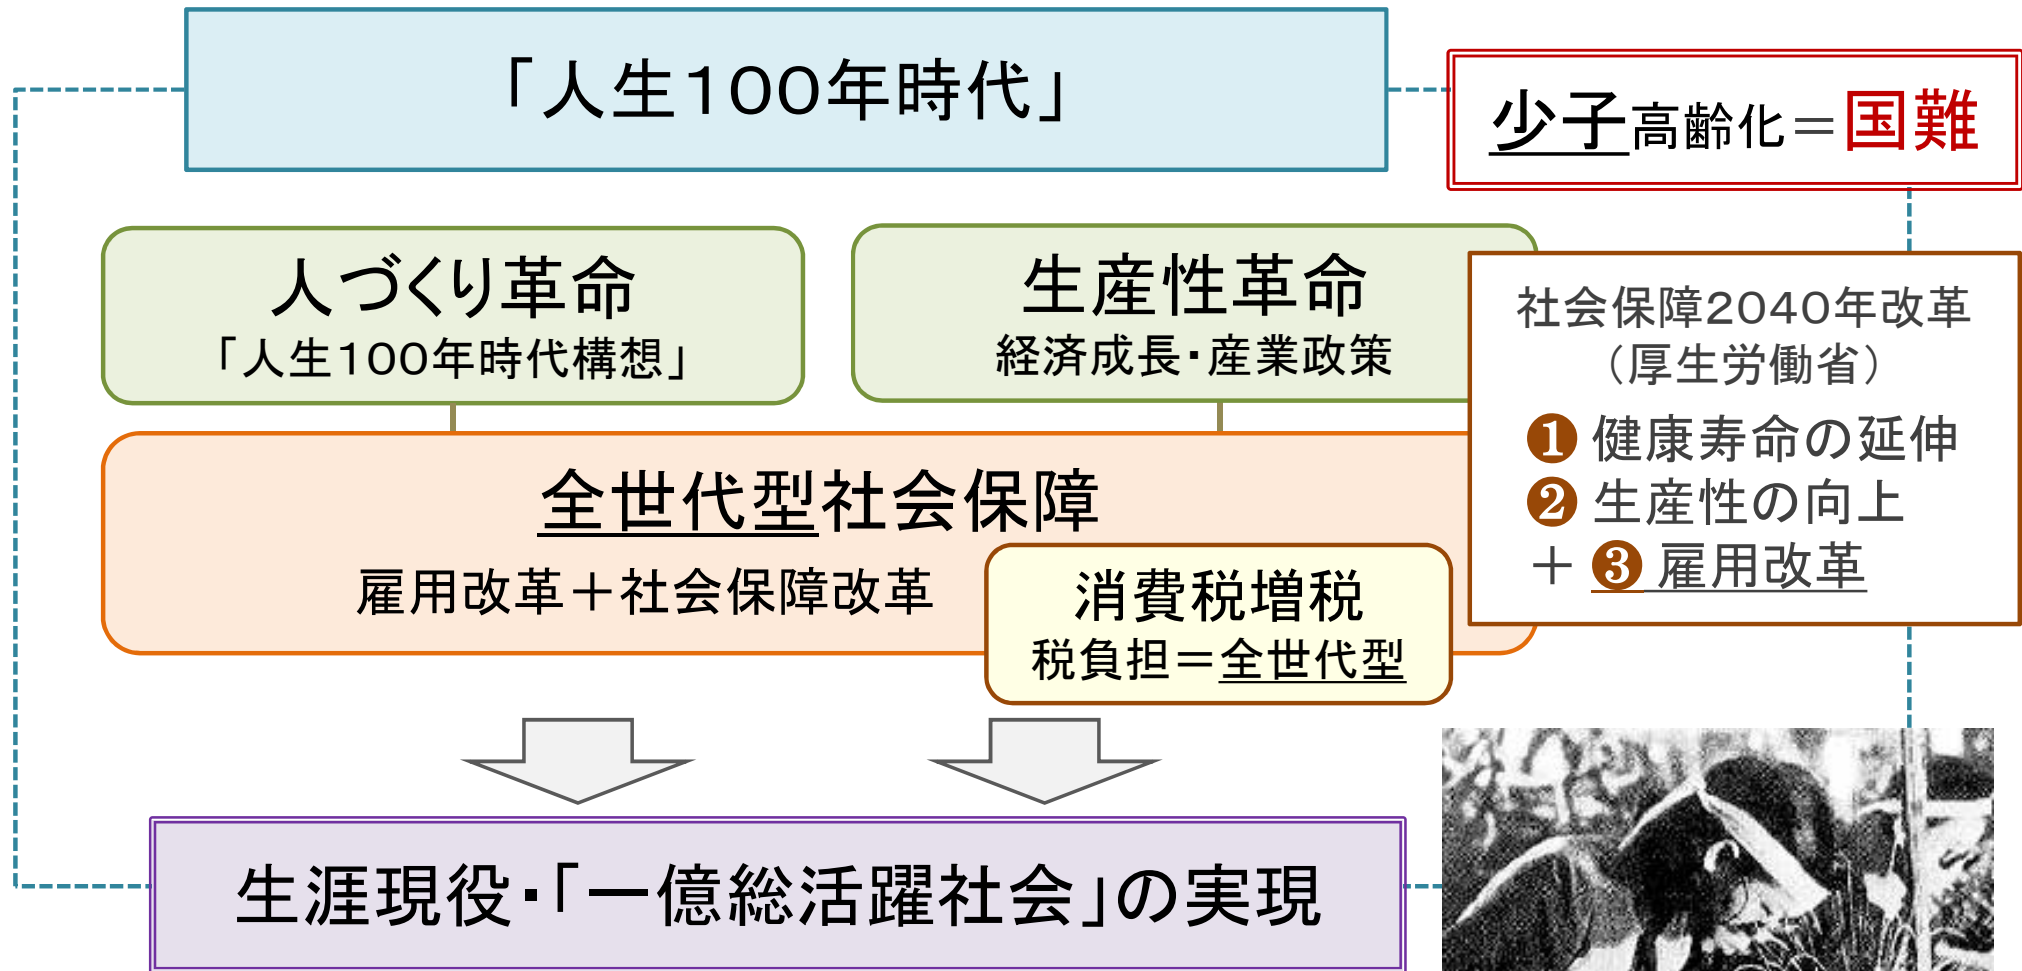 「人生100年時代」
少子高齢化＝国難
人づくり革命
「人生100年時代構想」
生産性革命
経済成長・産業政策
社会保障2040年改革
（厚生労働省）
❶ 健康寿命の延伸
❷ 生産性の向上
＋ ❸ 雇用改革
全世代型社会保障
雇用改革＋社会保障改革
消費税増税
税負担＝全世代型
生涯現役・「一億総活躍社会」の実現